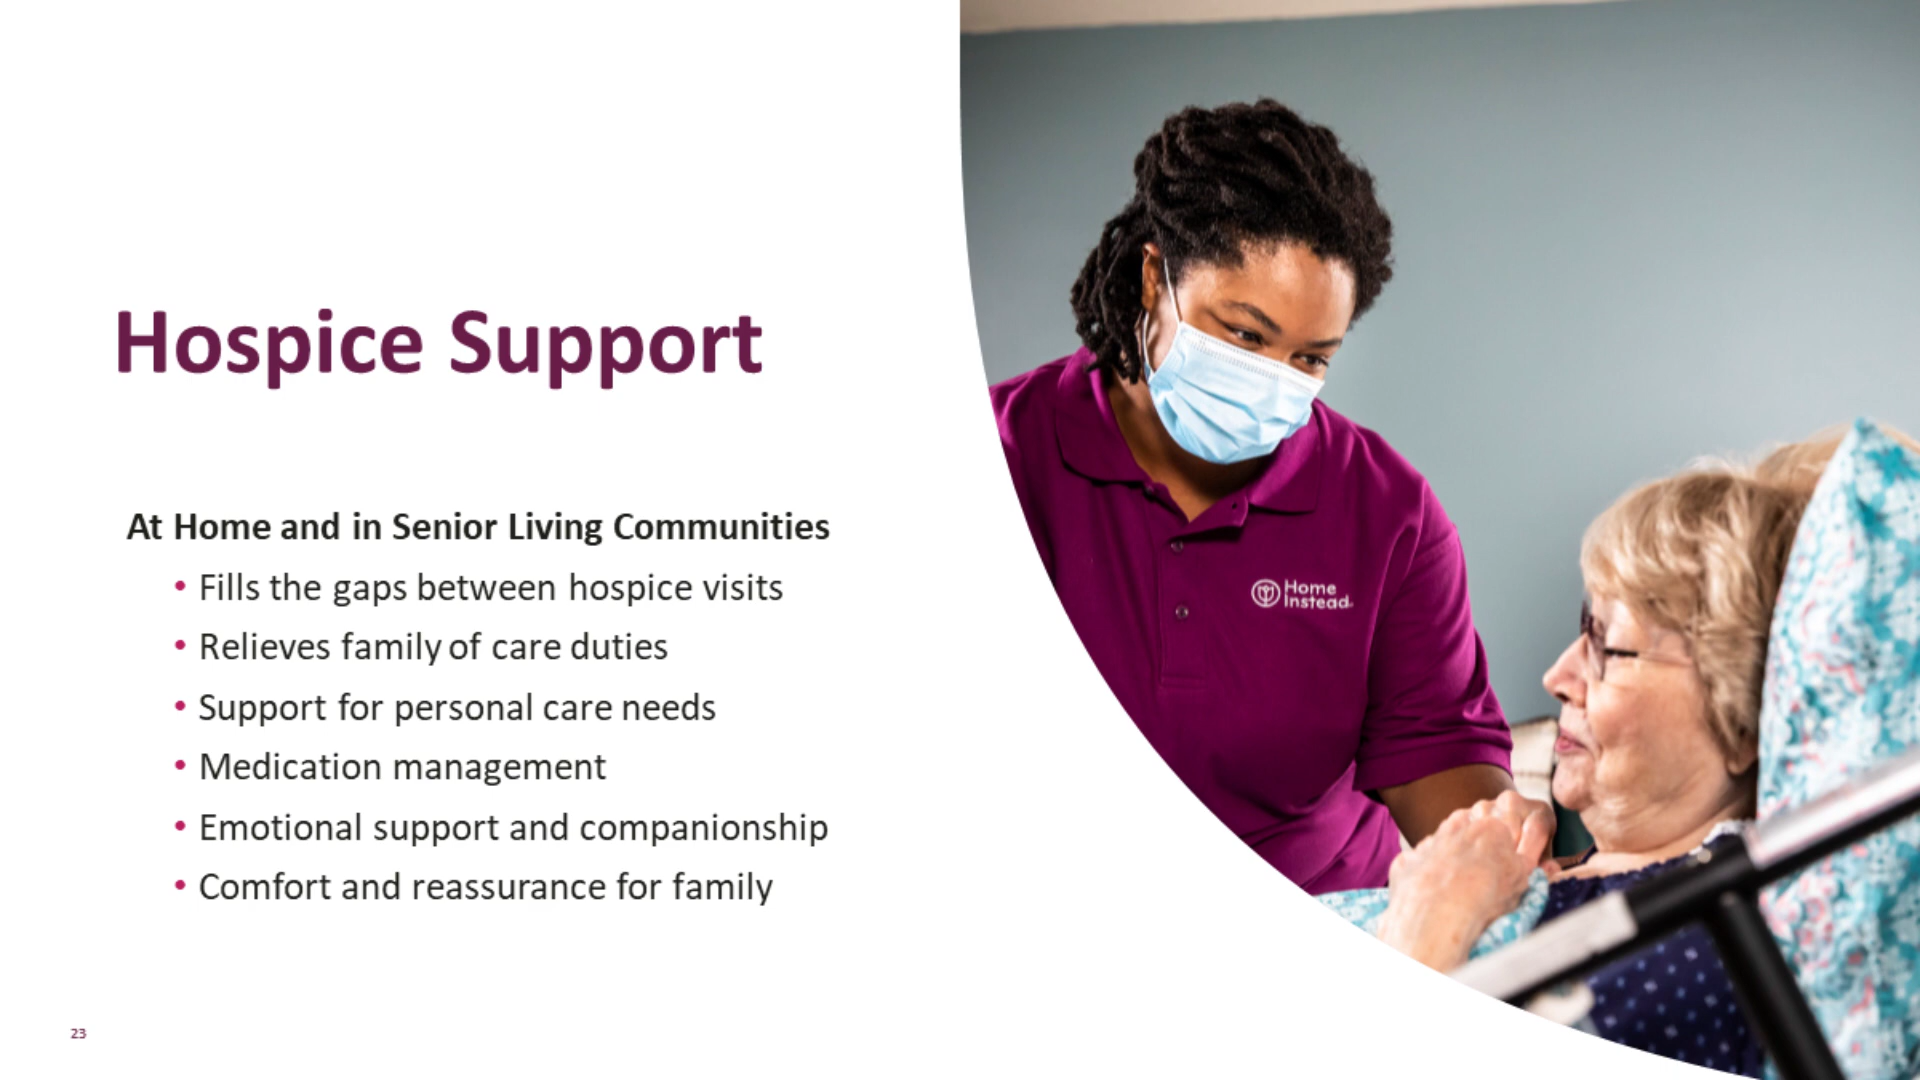 Hospice Support
At Home and in Senior Living Communities
• Fills the gaps between hospice visits
• Relieves family of care duties
• Support for personal care needs
• Medication management
• Emotional support and companionship
• Comfort and reassurance for family
23
Home
Instead